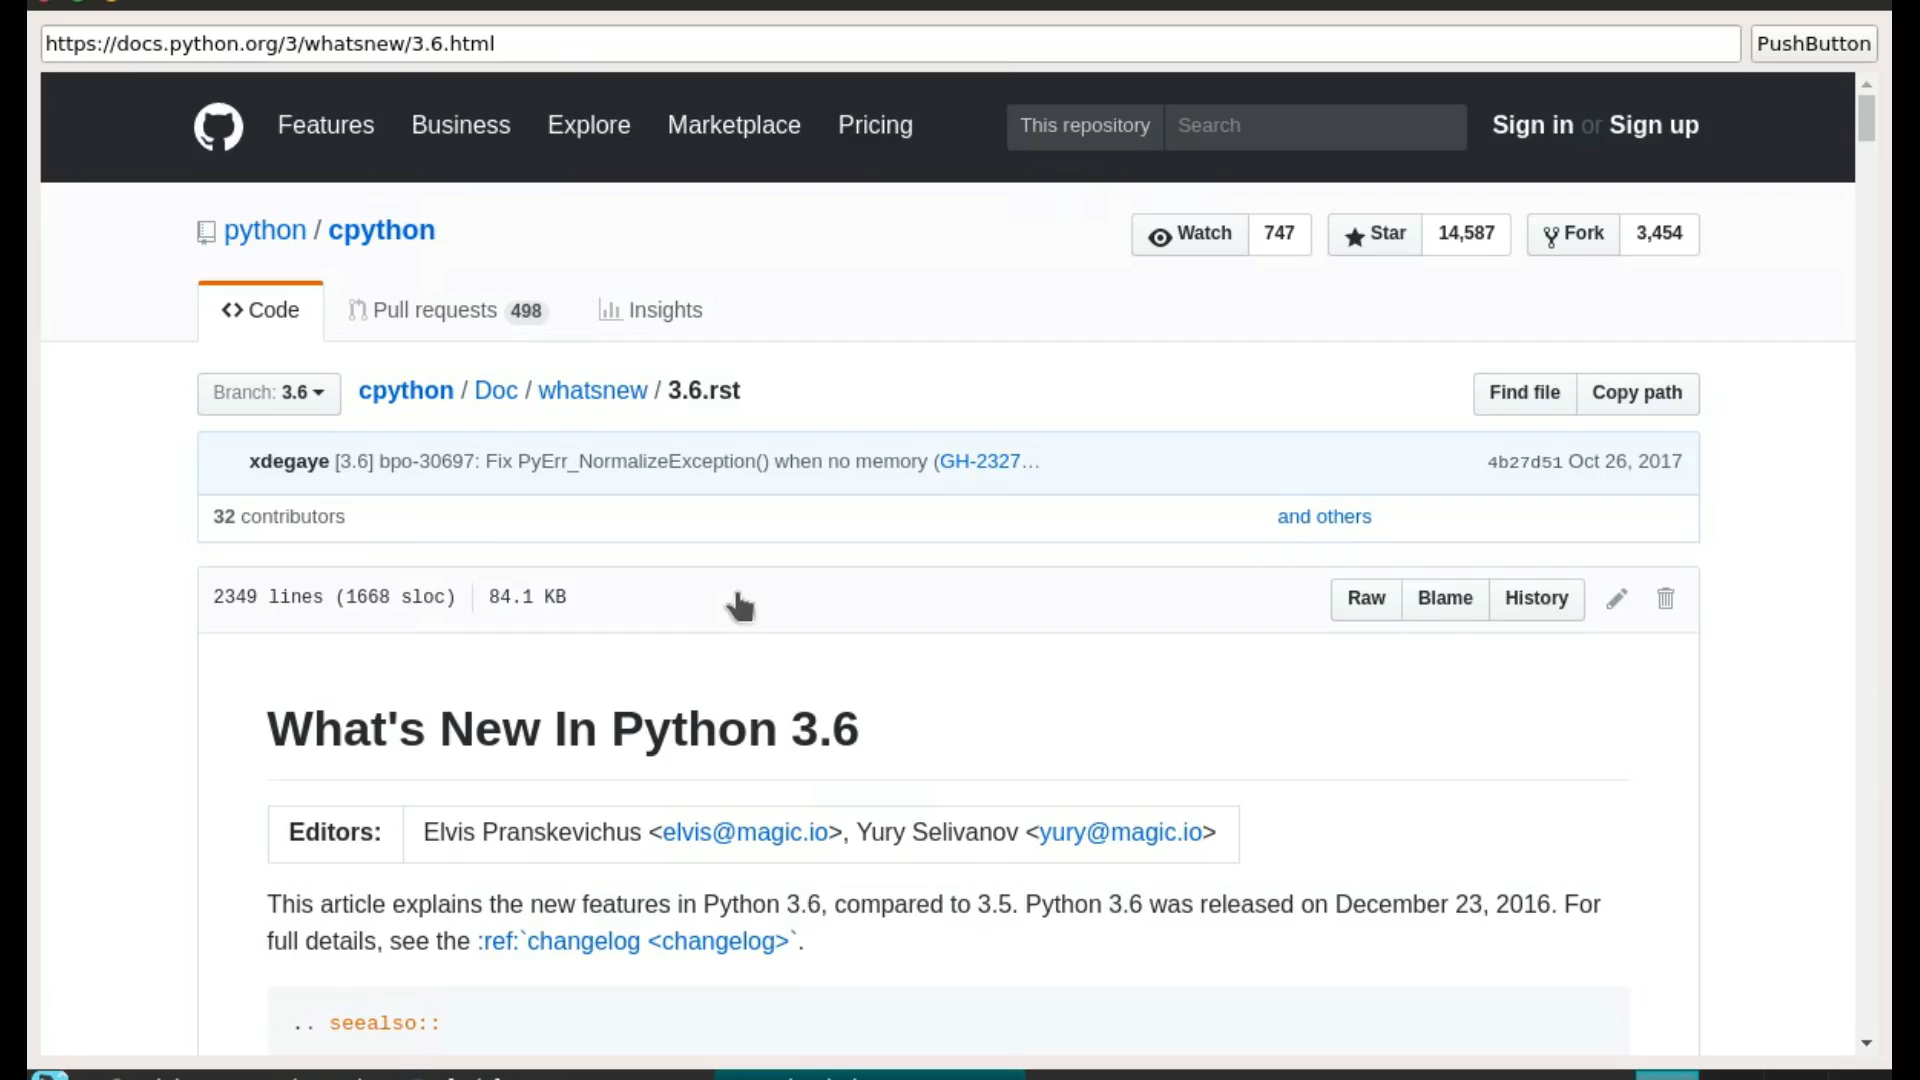 https://docs.python.org/3/whatsnew/3.6.html PushButton
Features Business Explore Marketplace Pricing This repository Search Sign in or Sign up
python / cpython Watch 747 Star 14,587 Fork 3,454
Code Pull requests 498 Insights
Branch: 3.6 cpython / Doc / whatsnew / 3.6.rst Find file Copy path
xdegaye [3.6] bpo-30697: Fix PyErr_NormalizeException() when no memory (GH-2327… 4b27d51 Oct 26, 2017
32 contributors and others
2349 lines (1668 sloc) 84.1 KB Raw Blame History
What's New In Python 3.6
Editors: Elvis Pranskevichus <elvis@magic.io>, Yury Selivanov <yury@magic.io>
This article explains the new features in Python 3.6, compared to 3.5. Python 3.6 was released on December 23, 2016. For
full details, see the :ref:`changelog <changelog>`.
.. seealso::